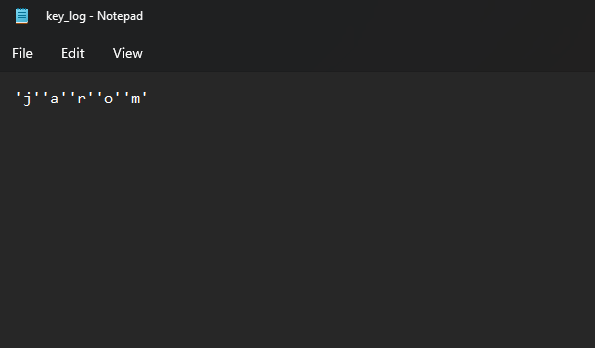 key_log - Notepad
File Edit View
'j''a''r''o''m'